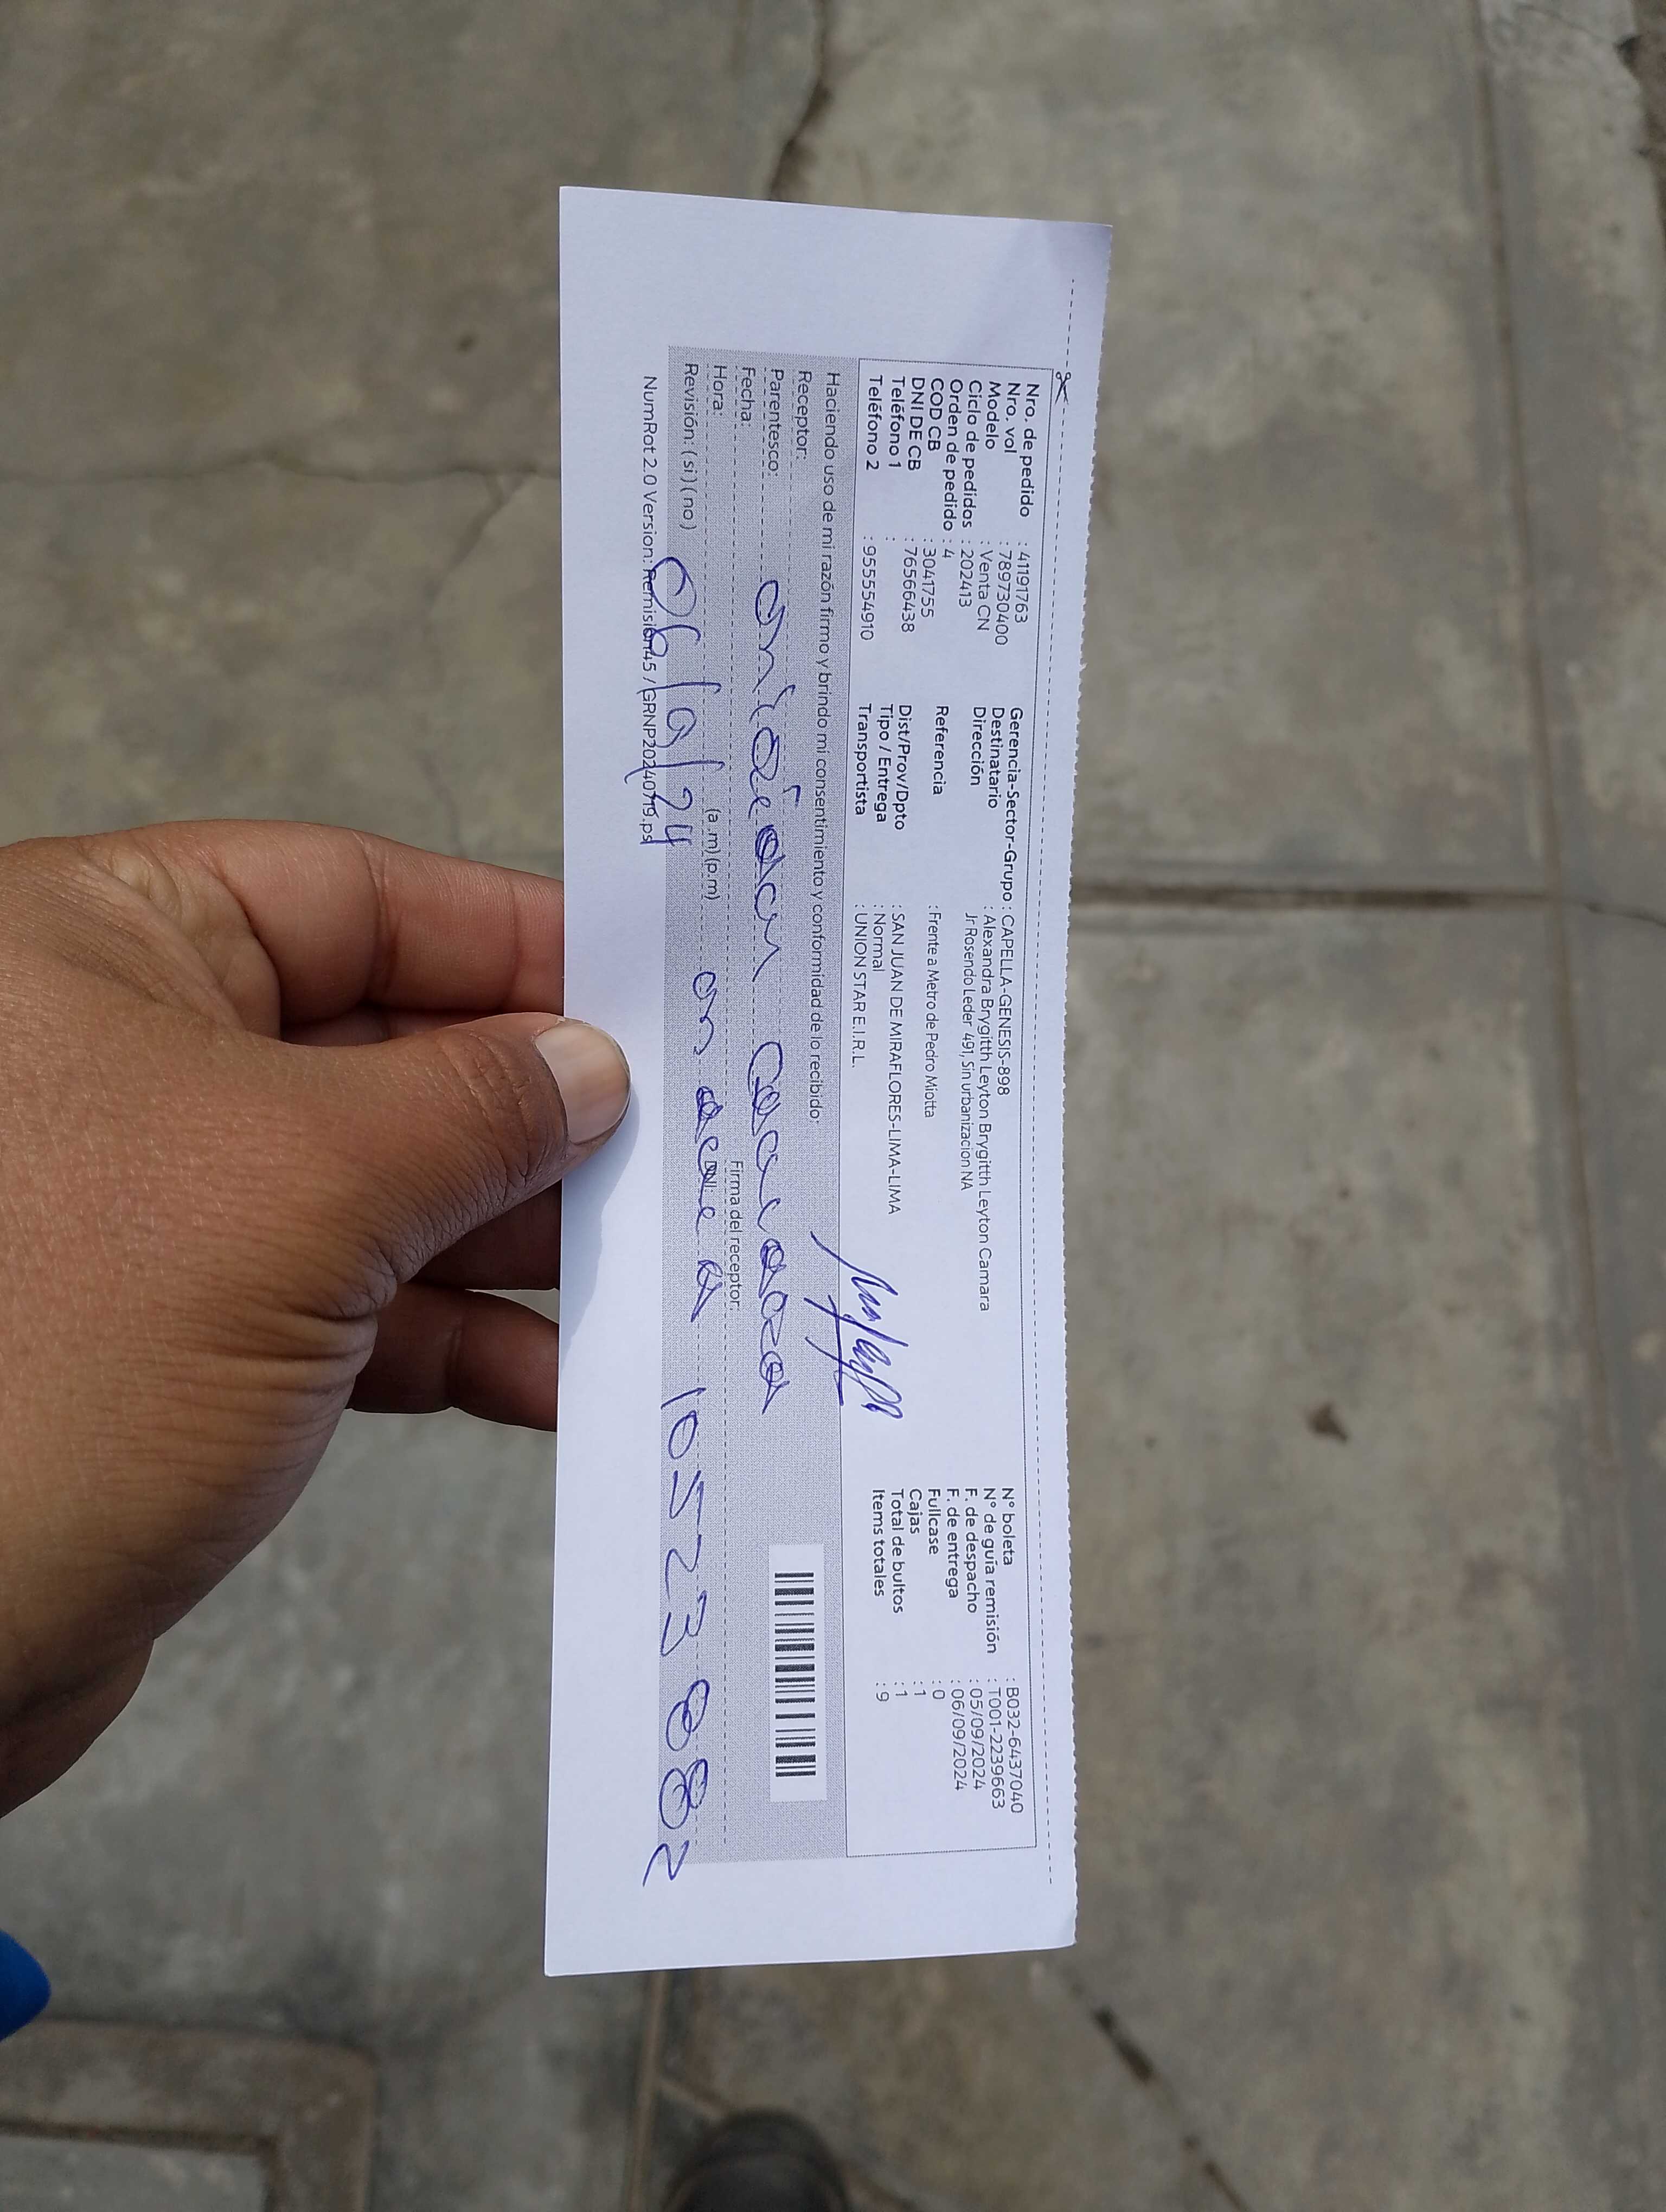 Nro. de pedido : 41191763
Nro. vol : 789730400
Modelo : Venta CN
Ciclo de pedidos : 202413
Orden de pedido : 4
COD CB : 3041755
DNI DE CB : 76566438
Teléfono 1 :
Teléfono 2 : 955554910
Gerencia-Sector-Grupo : CAPELLA-GENESIS-898
Destinatario : Alexandra Brygitth Leyton Brygitth Leyton Camara
Dirección Jr Rosendo Leder 491, Sin urbanizacion NA
Referencia : Frente a Metro de Pedro Miotta
Dist/Prov/Dpto : SAN JUAN DE MIRAFLORES-LIMA-LIMA
Tipo / Entrega : Normal
Transportista : UNION STAR E.I.R.L.
N° boleta : B032-6437040
N° de guía remisión : T001-2239663
F. de despacho : 05/09/2024
F. de entrega : 06/09/2024
Fullcase : 0
Cajas : 1
Total de bultos : 1
Items totales : 9
Haciendo uso de mi razón firmo y brindo mi consentimiento y conformidad de lo recibido:
Receptor:
Parentesco:
Fecha:
Firma del receptor:
Hora: (a.m)(p.m)
Revisión: (si)(no)
06/9/24
10523882
NumRot 2.0 Version: Remision45 / GRNP20240719.psl